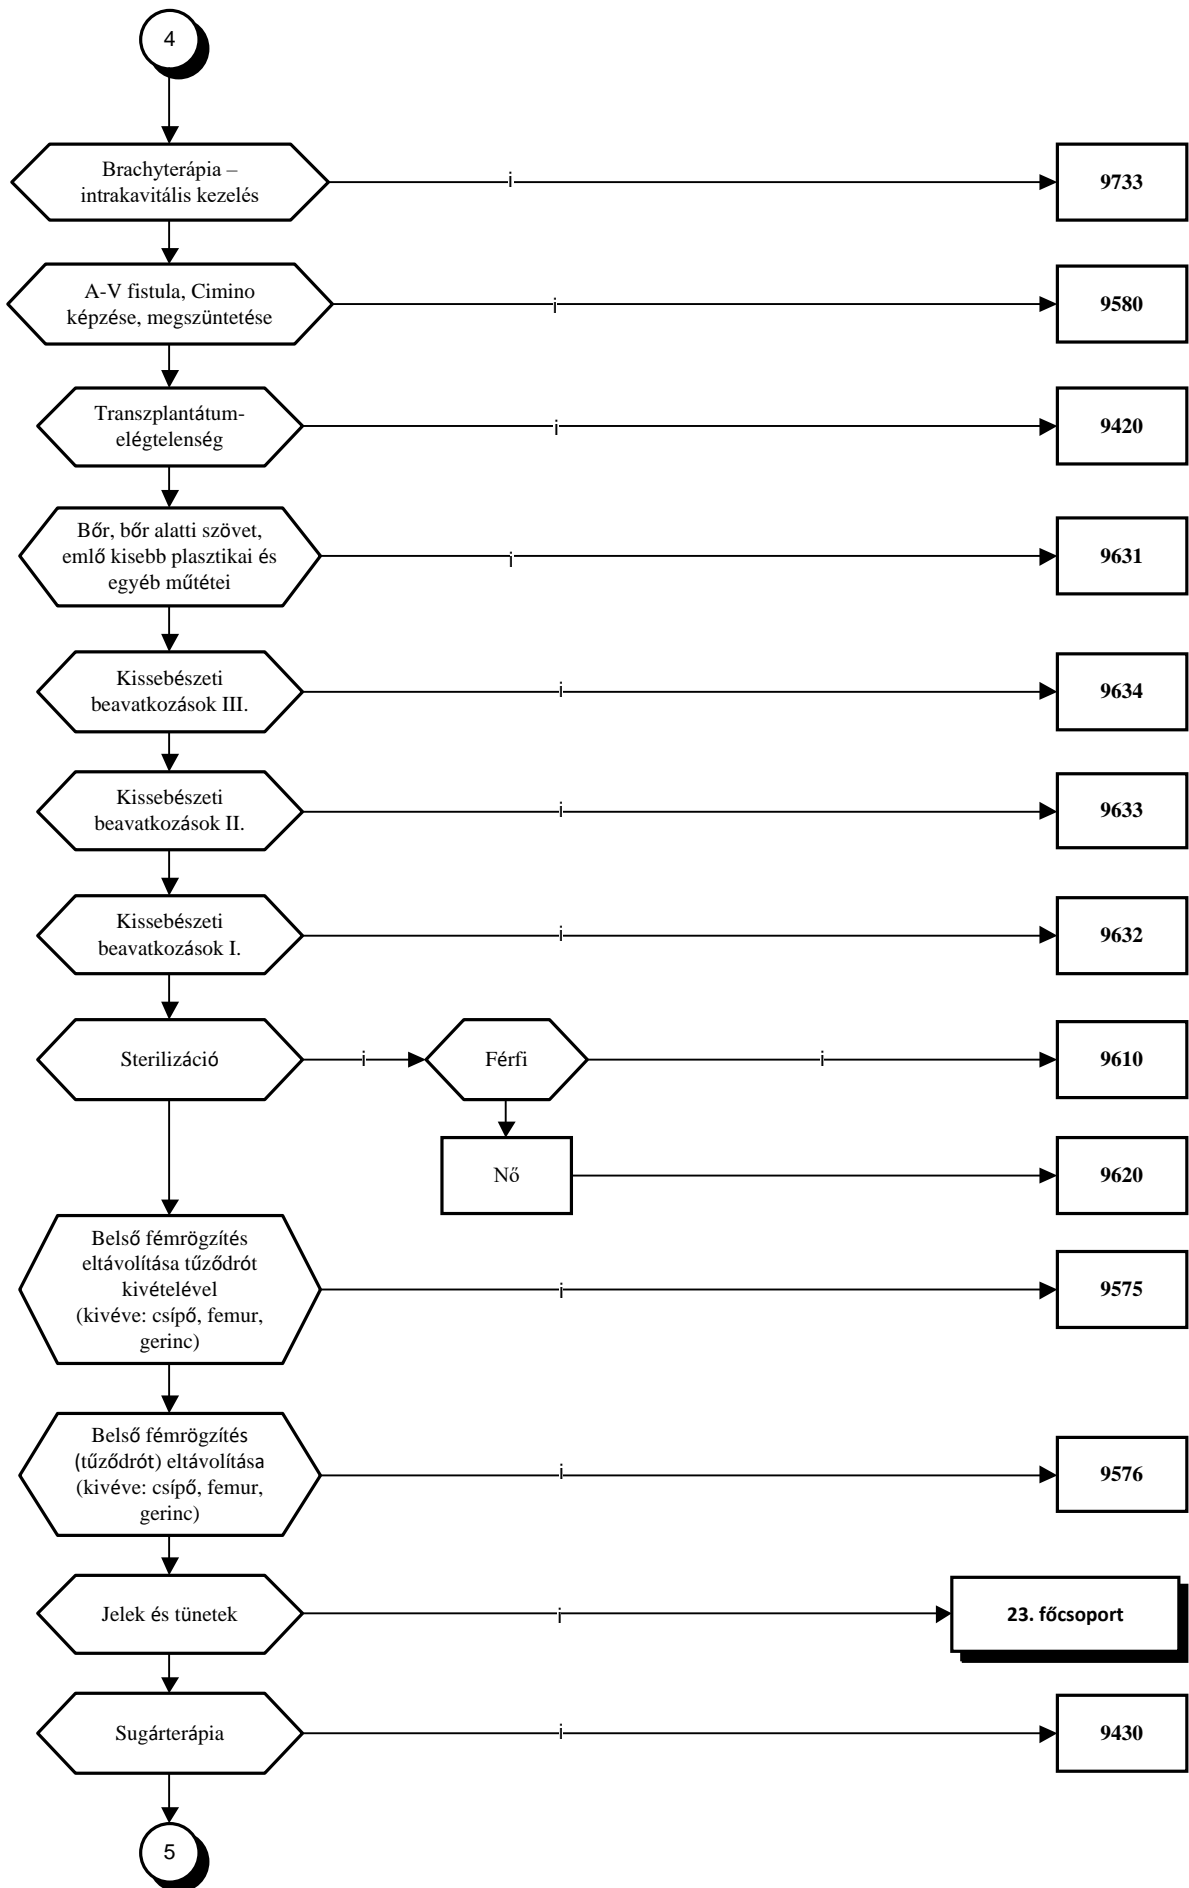 4
Brachyterápia –
intrakavitális kezelés
i
9733
A-V fistula, Cimino
képzése, megszüntetése
i
9580
Transzplantátum-
elégtelenség
i
9420
Bőr, bőr alatti szövet,
emlő kisebb plasztikai és
egyéb műtétei
i
9631
Kissebészeti
beavatkozások III.
i
9634
Kissebészeti
beavatkozások II.
i
9633
Kissebészeti
beavatkozások I.
i
9632
Sterilizáció
i
Férfi
i
9610
Nő
9620
Belső fémrögzítés
eltávolítása tűződrót
kivételével
(kivéve: csípő, femur,
gerinc)
i
9575
Belső fémrögzítés
(tűződrót) eltávolítása
(kivéve: csípő, femur,
gerinc)
i
9576
Jelek és tünetek
i
23. főcsoport
Sugárterápia
i
9430
5